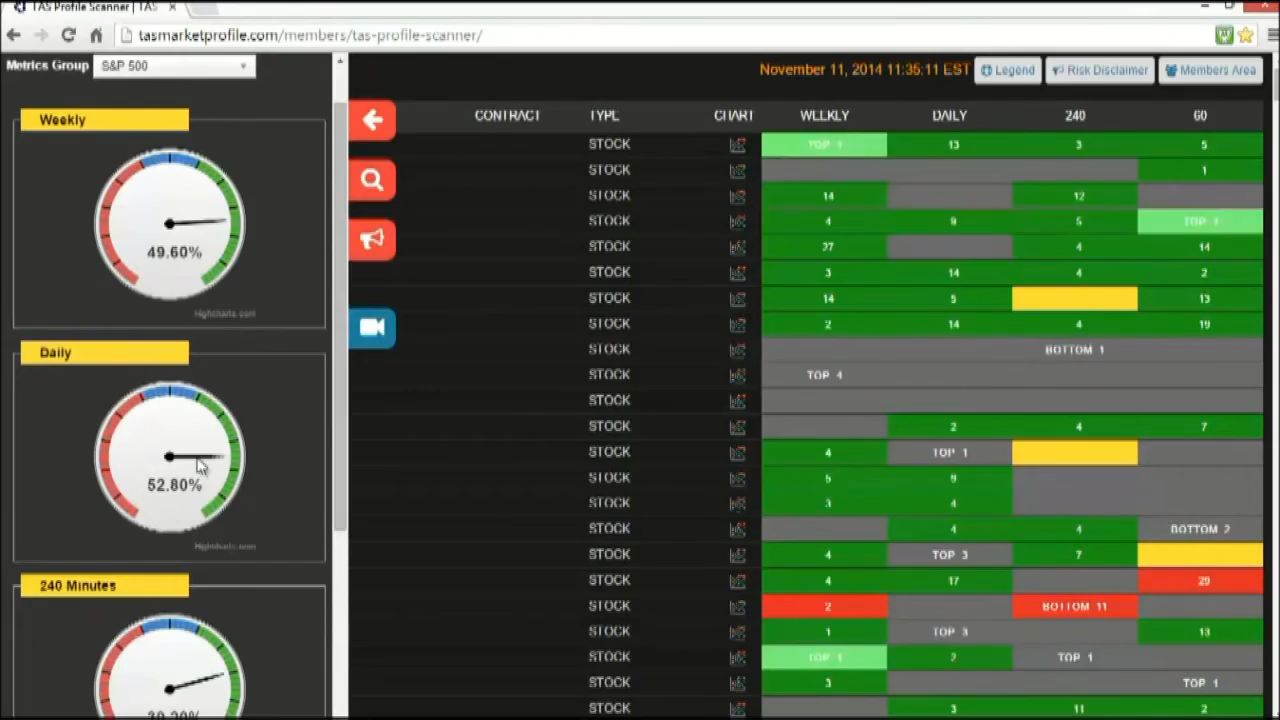 TAS Profile Scanner | TAS
tasmarketprofile.com/members/tas-profile-scanner/
Metrics Group S&P 500
November 11, 2014 11:35:11 EST Legend Risk Disclaimer Members Area
Weekly
49.60%
Highcharts.com
Daily
52.80%
Highcharts.com
240 Minutes
30.20%
CONTRACT TYPE CHART WEEKLY DAILY 240 60
STOCK TOP 1 13 3 5
STOCK 1
STOCK 14 12
STOCK 4 9 5 TOP
STOCK 27 4 14
STOCK 3 14 4 2
STOCK 14 5 13
STOCK 2 14 4 19
STOCK BOTTOM 1
STOCK TOP 4
STOCK
STOCK 2 4 7
STOCK 4 TOP 1
STOCK 5 9
STOCK 3 4
STOCK 4 4 BOTTOM 2
STOCK 4 TOP 3 7
STOCK 4 17 29
STOCK 2 BOTTOM 11
STOCK 1 TOP 3 13
STOCK TOP 1 2 TOP 1
STOCK 3 TOP 1
STOCK 3 11 2